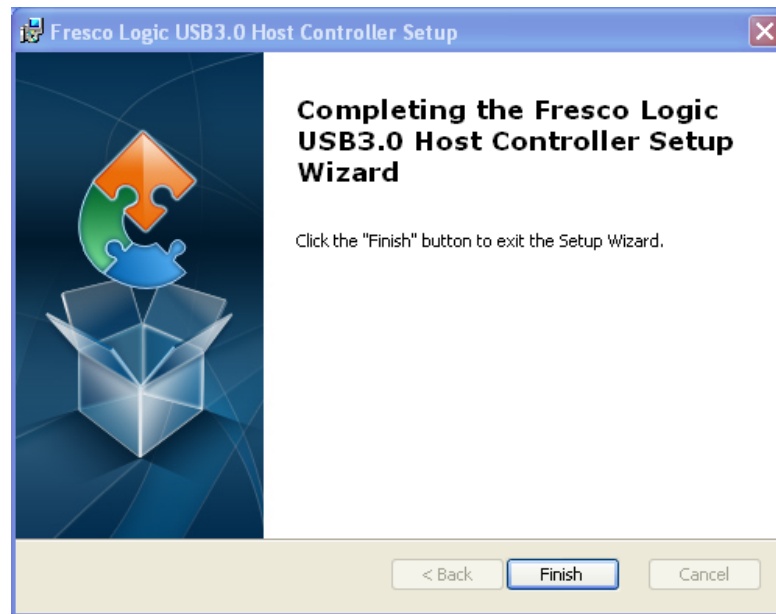 Fresco Logic USB3.0 Host Controller Setup
Completing the Fresco Logic
USB3.0 Host Controller Setup
Wizard
Click the "Finish" button to exit the Setup Wizard.
< Back Finish Cancel